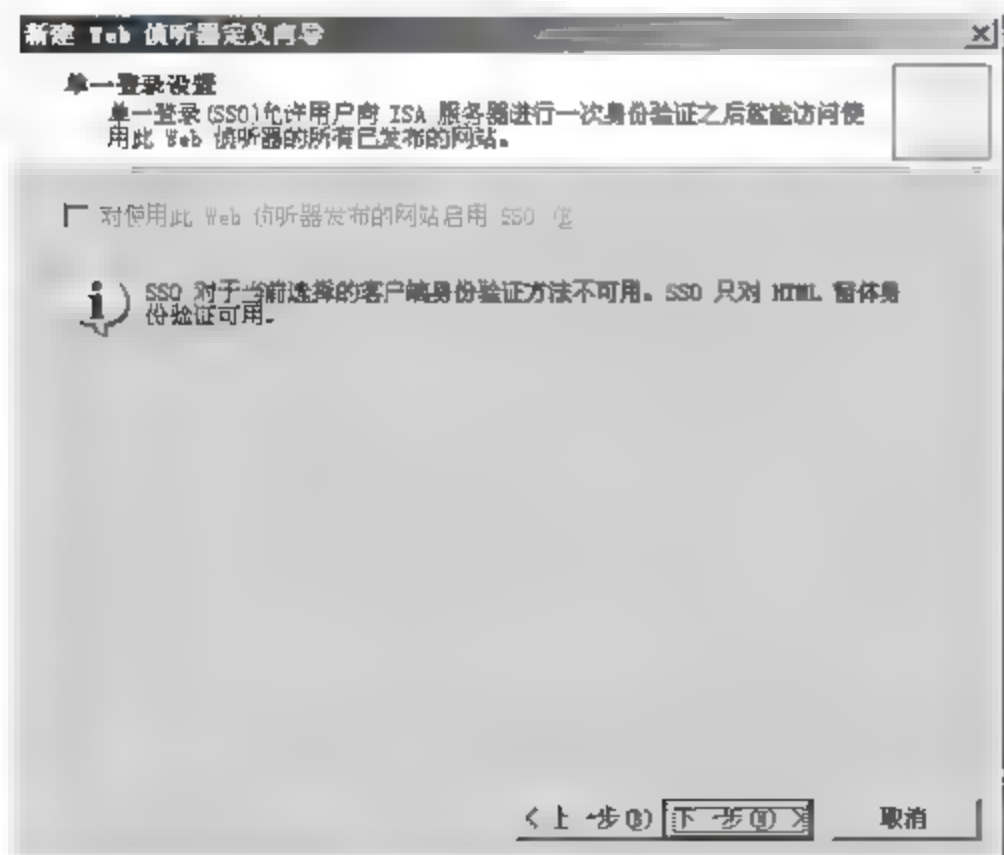 新建 Web 侦听器定义向导
单一登录设置
单一登录(SSO)允许用户向 ISA 服务器进行一次身份验证之后就能访问使
用此 Web 侦听器的所有已发布的网站。
对使用此 Web 侦听器发布的网站启用 SSO
SSO 对于当前选择的客户端身份验证方法不可用。SSO 只对 HTML 窗体身
份验证可用。
< 上一步(B) 下一步(N) > 取消